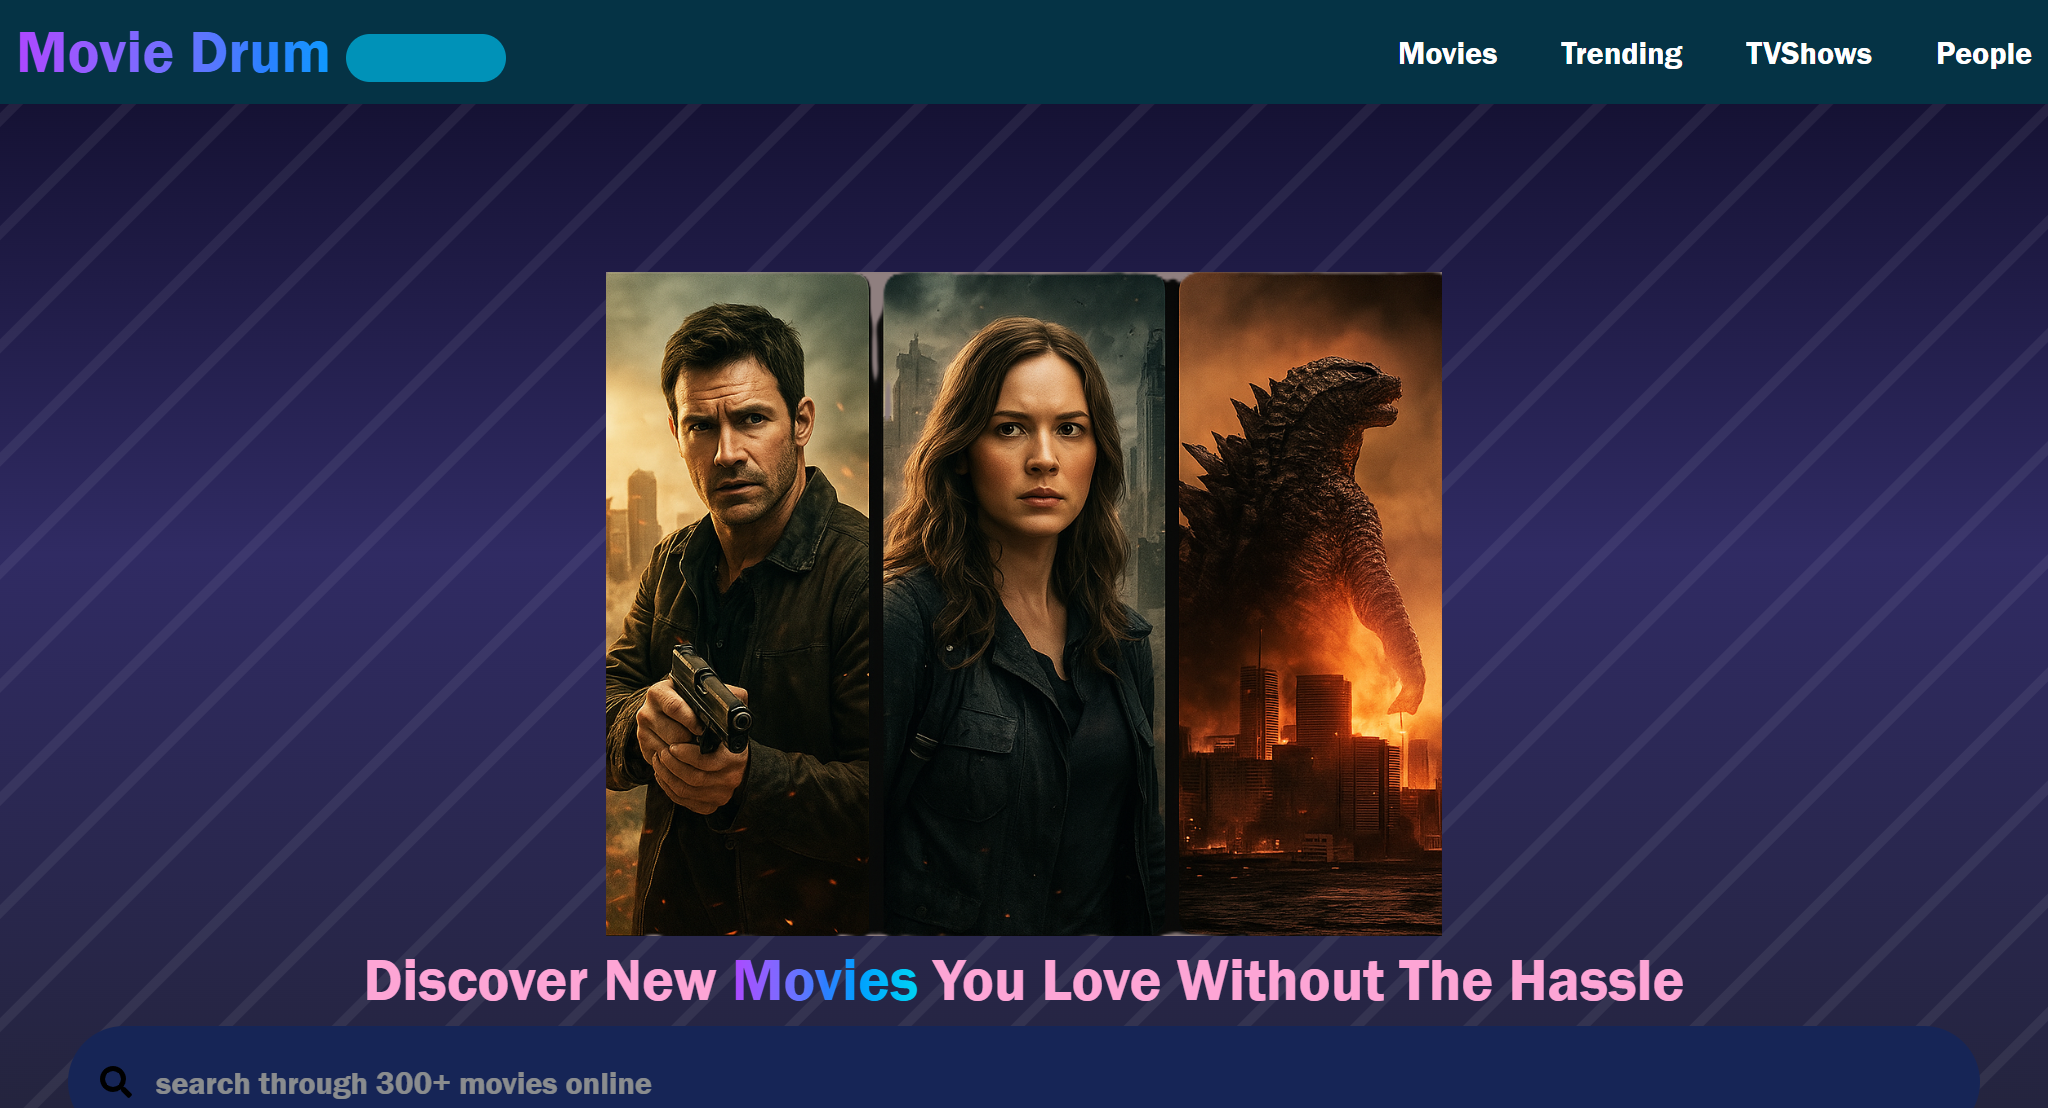 Movie Drum
Movies Trending TVShows People
Discover New Movies You Love Without The Hassle
search through 300+ movies online